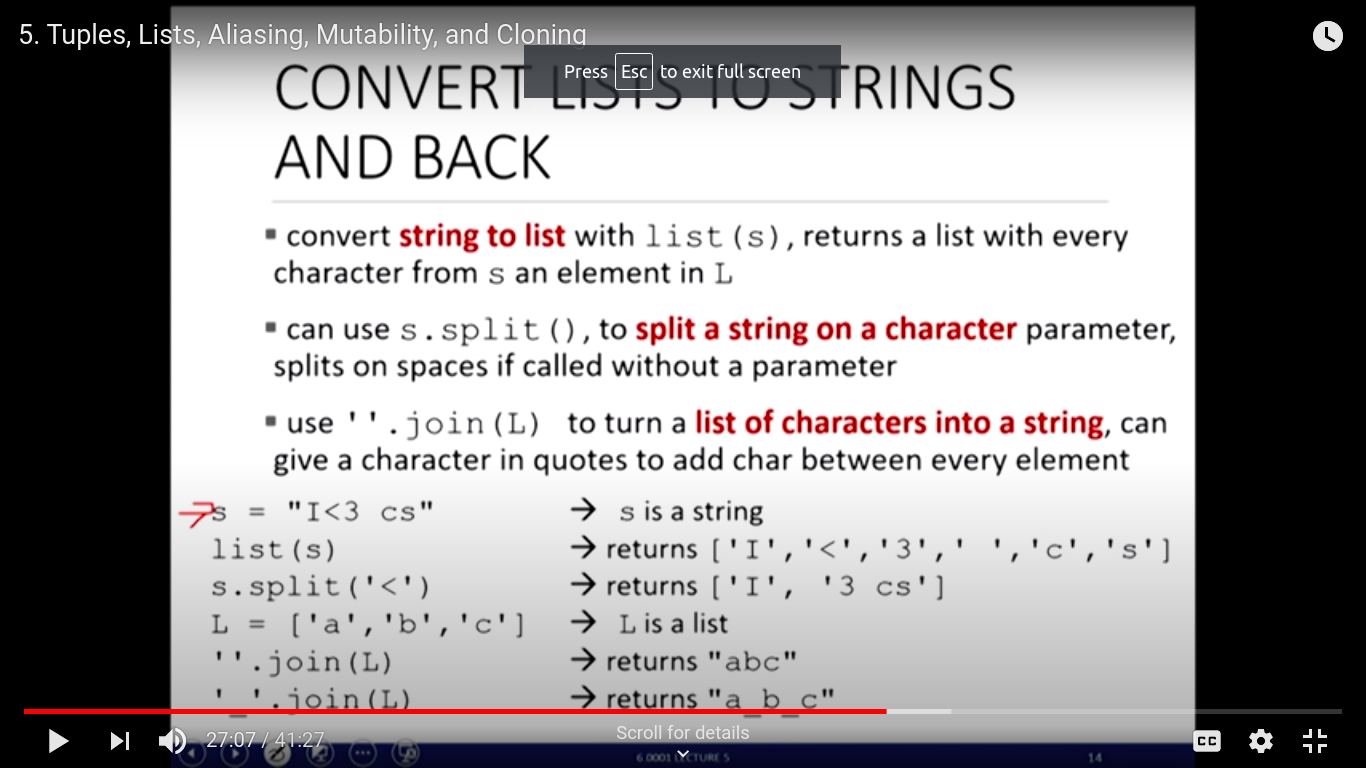 5. Tuples, Lists, Aliasing, Mutability, and Cloning
Press Esc to exit full screen
CONVERT LISTS TO STRINGS
AND BACK
▪ convert string to list with list(s), returns a list with every
character from s an element in L
▪ can use s.split(), to split a string on a character parameter,
splits on spaces if called without a parameter
▪ use ''.join(L) to turn a list of characters into a string, can
give a character in quotes to add char between every element
s = "I<3 cs" → s is a string
list(s) → returns ['I','<','3',' ','c','s']
s.split('<') → returns ['I', '3 cs']
L = ['a','b','c'] → L is a list
''.join(L) → returns "abc"
'_'.join(L) → returns "a_b_c"
Scroll for details
27:07 / 41:27
CC
6.0001 LECTURE 5
14